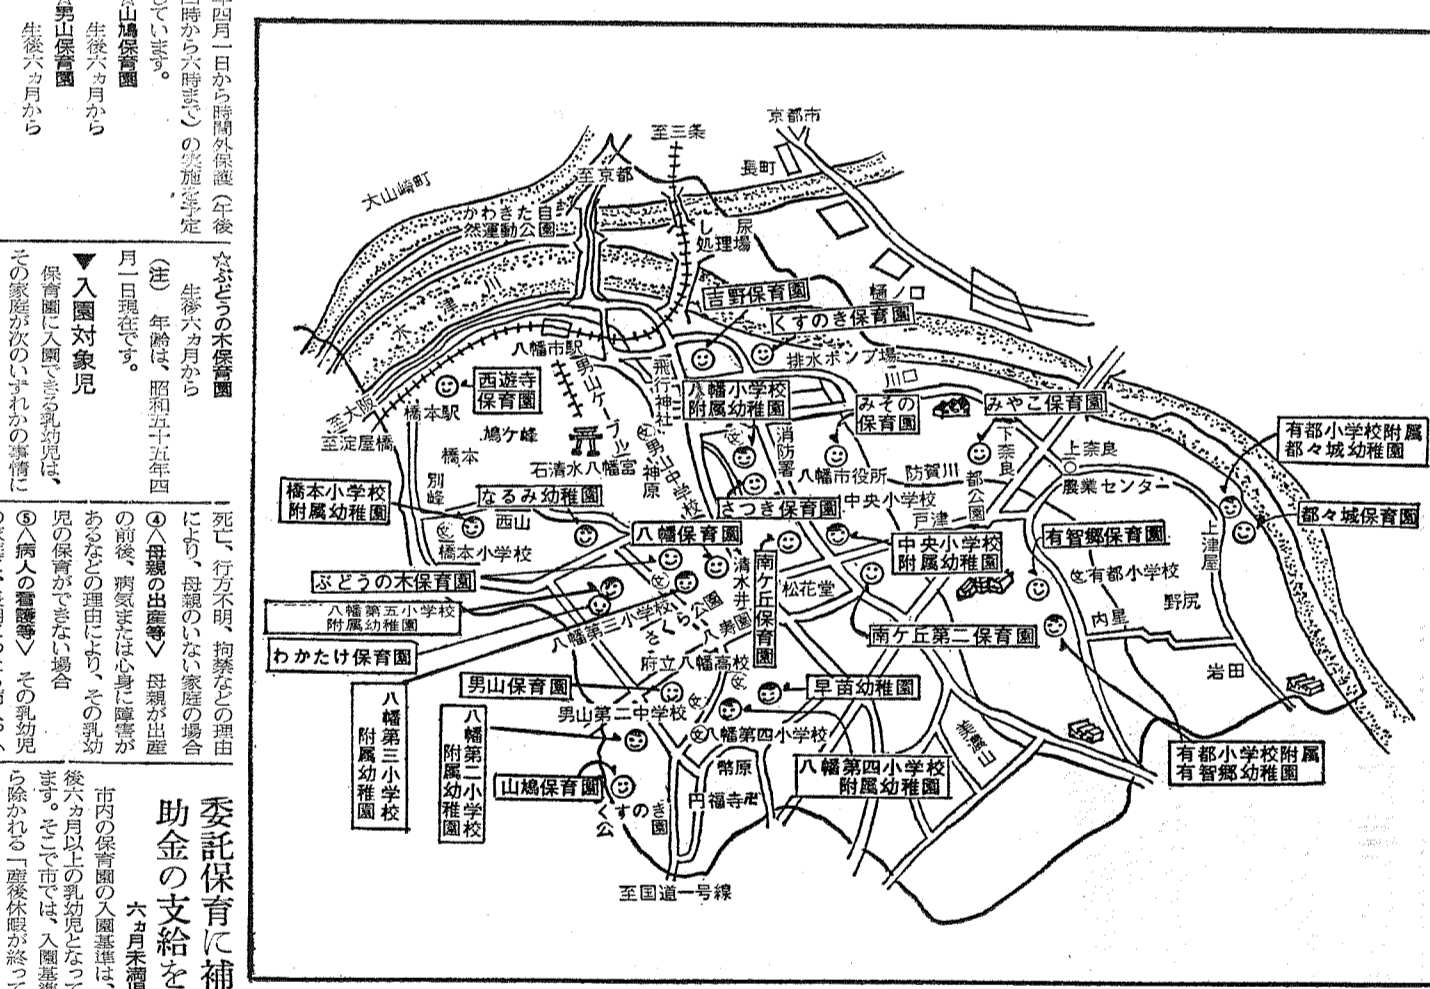 年四月一日から時間外保護（午後
四時から六時まで）の実施を予定
しています。
☆山鳩保育園
生後六ヵ月から
☆男山保育園
生後六ヵ月から
☆ぶどうの木保育園
生後六ヵ月から
（注）　年齢は、昭和五十五年四
月一日現在です。
▼入園対象児
保育園に入園できる乳幼児は、
その家庭が次のいずれかの事情に
死亡、行方不明、拘禁などの理由
により、母親のいない家庭の場合
④〈母親の出産等〉　母親が出産
の前後、病気または心身に障害が
あるなどの理由により、その乳幼
児の保育ができない場合
⑤〈病人の看護等〉　その乳幼児
委託保育に補
助金の支給を
六ヵ月未満児
市内の保育園の入園基準は、
後六ヵ月以上の乳幼児となって
ます。そこで市では、入園基準
ら除かれる「産後休暇が終って
京都市
至三条
長町
至京都
大山崎町
かわきた自
然運動公園
し尿
処理場
木津川
吉野保育園
樋ノ口
くすのき保育園
八幡市駅
排水ポンプ場
男山ケーブル
飛行神社
川口
西遊寺
保育園
八幡小学校
附属幼稚園
みその
保育園
みやこ保育園
至大阪
橋本駅
至淀屋橋
鳩ケ峰
橋本
石清水八幡宮
男山中学校
神原
消防署
八幡市役所
防賀川
下奈良
上奈良
有都小学校附属
都々城幼稚園
別峰
農業センター
橋本小学校
附属幼稚園
なるみ幼稚園
さつき保育園
中央小学校
都公園
都々城保育園
西山
橋本小学校
八幡保育園
戸津
上津屋
中央小学校
附属幼稚園
有智郷保育園
ぶどうの木保育園
清水井
南ケ丘保育園
松花堂
有都小学校
八幡第五小学校
附属幼稚園
野尻
八幡第三小学校
さくら公園
八寿園
内里
わかたけ保育園
南ケ丘第二保育園
府立八幡高校
岩田
男山保育園
早苗幼稚園
八幡第三小学校
附属幼稚園
八幡第二小学校
附属幼稚園
男山第二中学校
八幡第四小学校
美濃山
山鳩保育園
幣原
八幡第四小学校
附属幼稚園
有都小学校附属
有智郷幼稚園
くすのき
公園
円福寺卍
至国道一号線